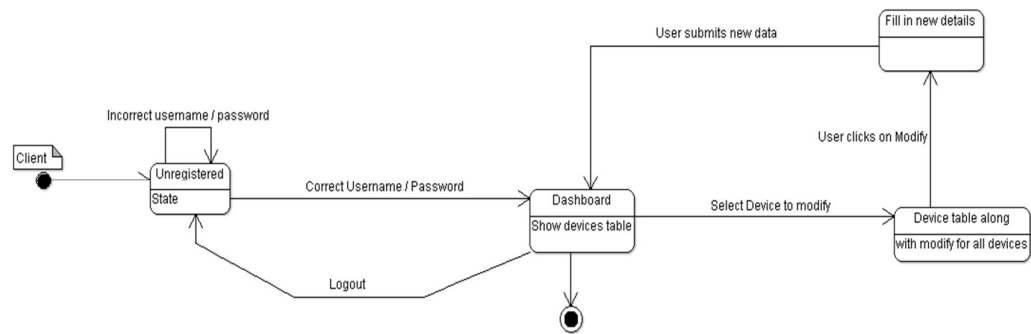 Fill in new details
User submits new data
Incorrect username / password
User clicks on Modify
Client
Unregistered
State
Correct Username / Password
Dashboard
Show devices table
Select Device to modify
Device table along
with modify for all devices
Logout